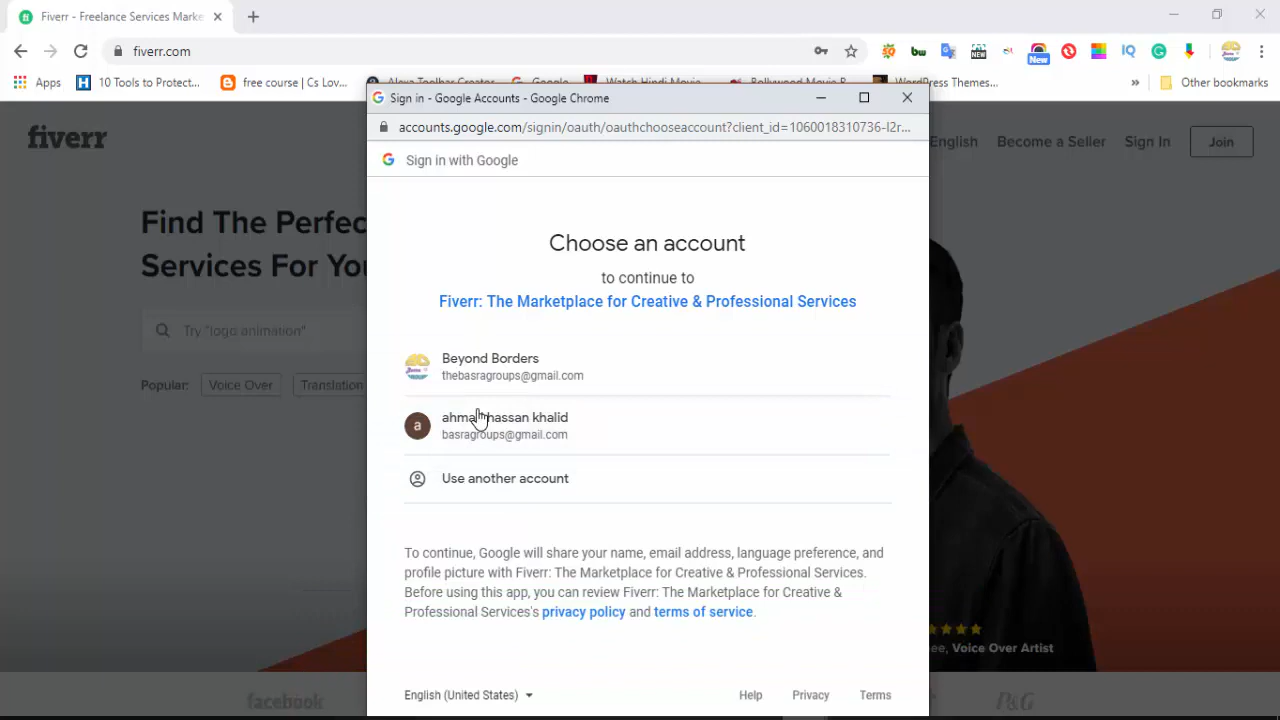 Fiverr - Freelance Services Marke
fiverr.com
New
Apps
10 Tools to Protect...
free course | Cs Lov...
Other bookmarks
Sign in - Google Accounts - Google Chrome
accounts.google.com/signin/oauth/oauthchooseaccount?client_id=1060018310736-l2r...
Sign in with Google
fiverr
English
Become a Seller
Sign In
Join
Find The Perfec
Services For You
Try "logo animation"
Popular:
Voice Over
Translation
Choose an account
to continue to
Fiverr: The Marketplace for Creative & Professional Services
Beyond Borders
thebasragroups@gmail.com
hassan khalid
basragroups@gmail.com
Use another account
To continue, Google will share your name, email address, language preference, and
profile picture with Fiverr: The Marketplace for Creative & Professional Services.
Before using this app, you can review Fiverr: The Marketplace for Creative &
Professional Services's privacy policy and terms of service.
English (United States)
Help
Privacy
Terms
ee, Voice Over Artist
facebook
P&G